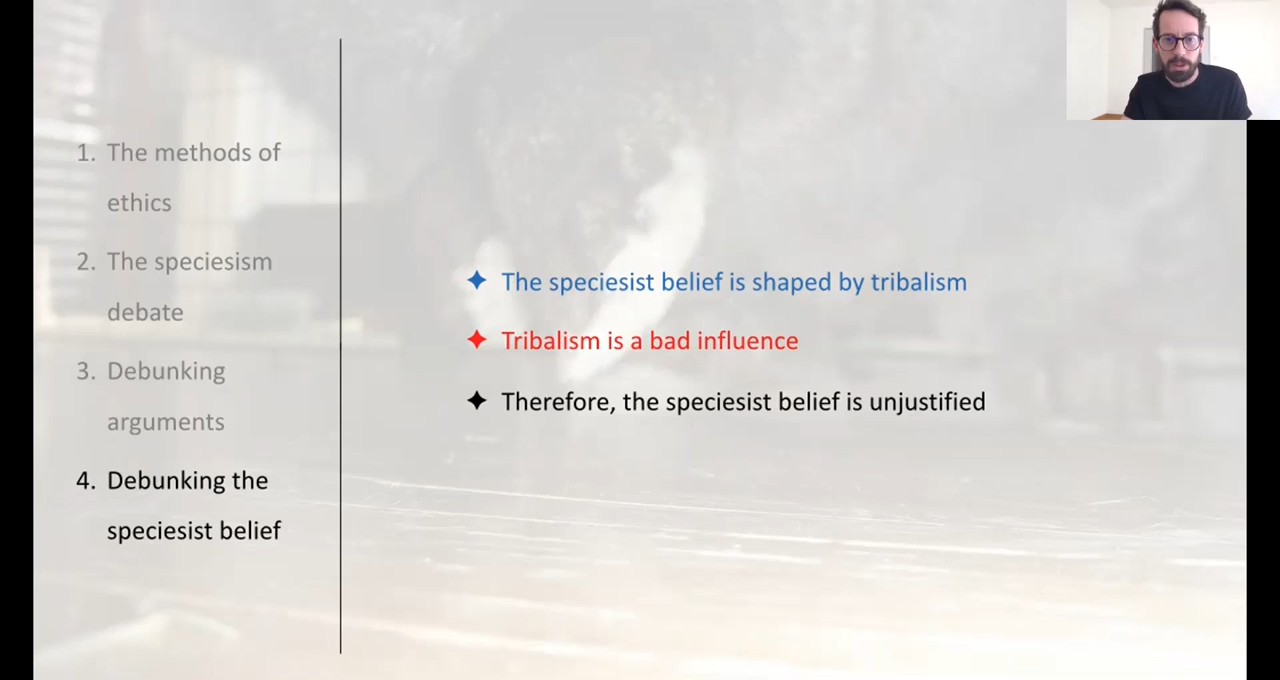 1. The methods of
ethics
2. The speciesism
debate
3. Debunking
arguments
4. Debunking the
speciesist belief
✦ The speciesist belief is shaped by tribalism
✦ Tribalism is a bad influence
✦ Therefore, the speciesist belief is unjustified